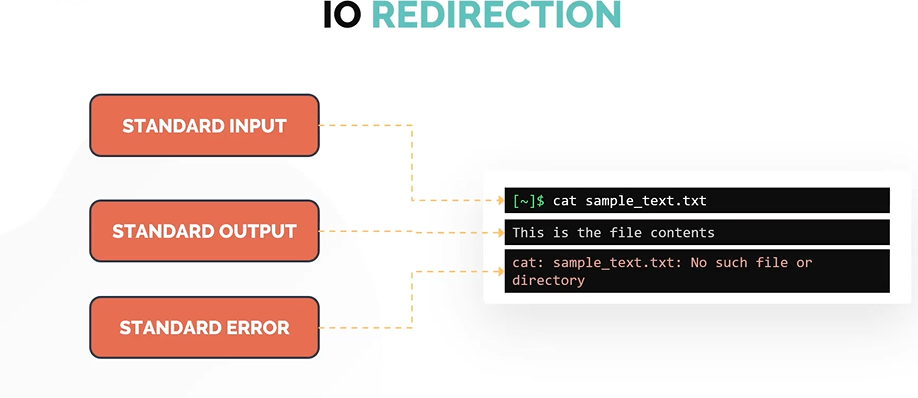 IO REDIRECTION
STANDARD INPUT
STANDARD OUTPUT
STANDARD ERROR
[~]$ cat sample_text.txt
This is the file contents
cat: sample_text.txt: No such file or
directory